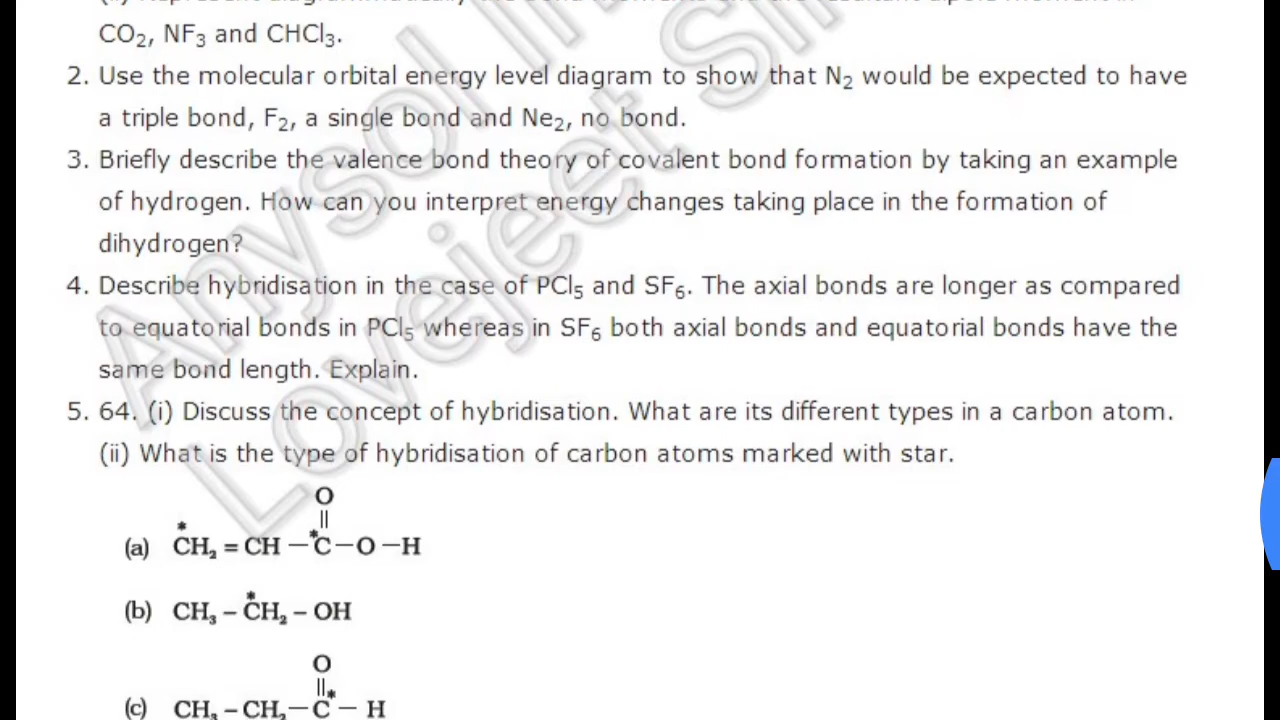 CO₂, NF₃ and CHCl₃.
2. Use the molecular orbital energy level diagram to show that N₂ would be expected to have
a triple bond, F₂, a single bond and Ne₂, no bond.
3. Briefly describe the valence bond theory of covalent bond formation by taking an example
of hydrogen. How can you interpret energy changes taking place in the formation of
dihydrogen?
4. Describe hybridisation in the case of PCl₅ and SF₆. The axial bonds are longer as compared
to equatorial bonds in PCl₅ whereas in SF₆ both axial bonds and equatorial bonds have the
same bond length. Explain.
5. 64. (i) Discuss the concept of hybridisation. What are its different types in a carbon atom.
(ii) What is the type of hybridisation of carbon atoms marked with star.
O
||
(a) *CH₂ = CH — *C — O — H
(b) CH₃ – *CH₂ – OH
O
||
(c) CH₃ – CH₂ — C* — H
Anysol
Lovejeet